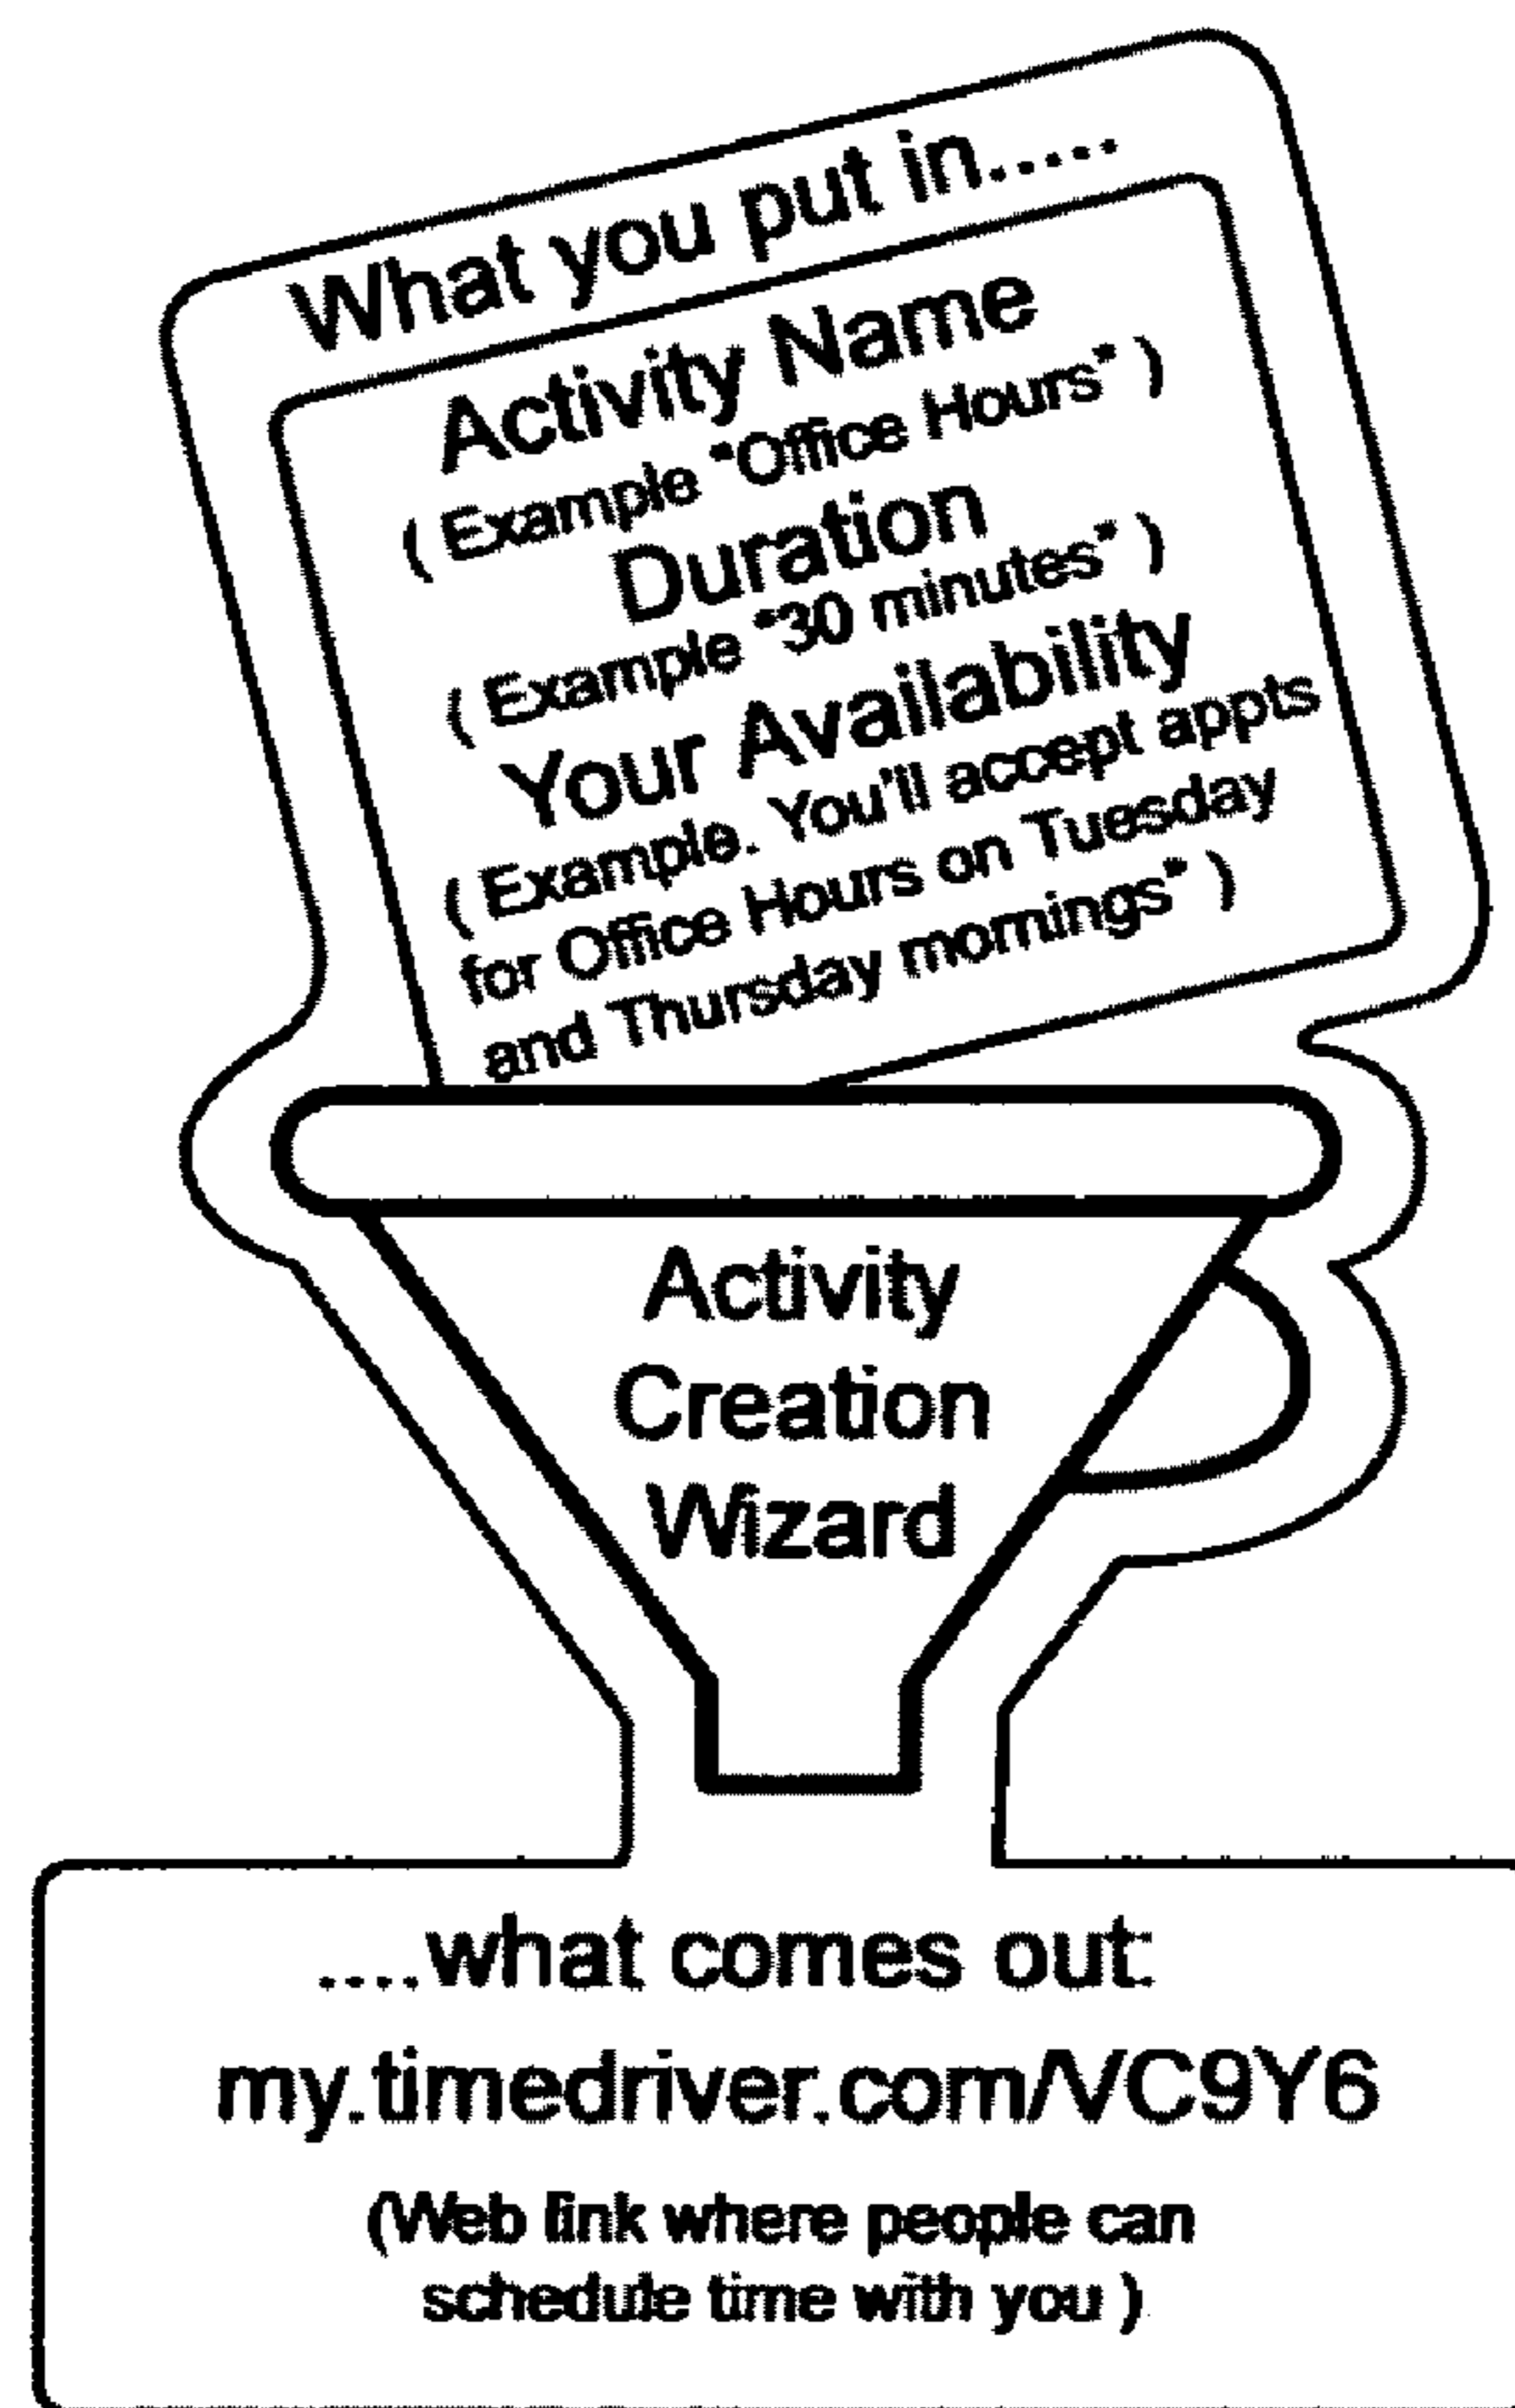 What you put in.....
Activity Name
( Example "Office Hours" )
Duration
( Example "30 minutes" )
Your Availability
( Example. You'll accept appts
for Office Hours on Tuesday
and Thursday mornings" )
Activity
Creation
Wizard
....what comes out:
my.timedriver.com/VC9Y6
(Web link where people can
schedule time with you )